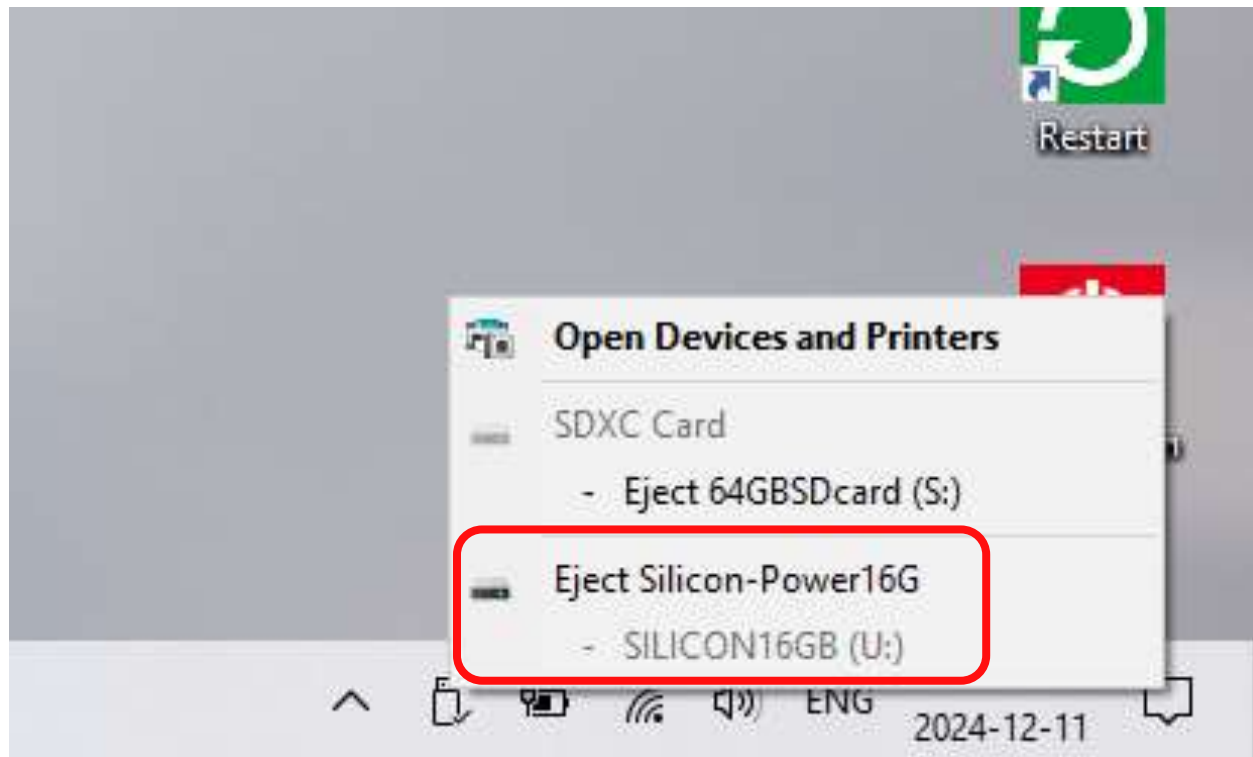 Restart
Open Devices and Printers
SDXC Card
- Eject 64GBSDcard (S:)
Eject Silicon-Power16G
- SILICON16GB (U:)
ENG
2024-12-11